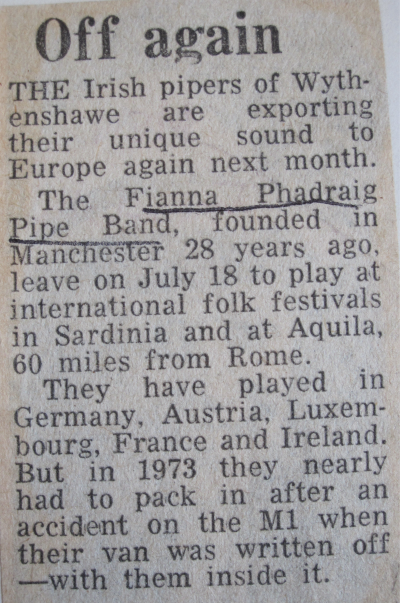 Off again
THE Irish pipers of Wyth-
enshawe are exporting
their unique sound to
Europe again next month.
The Fianna Phadraig
Pipe Band, founded in
Manchester 28 years ago,
leave on July 18 to play at
international folk festivals
in Sardinia and at Aquila,
60 miles from Rome.
They have played in
Germany, Austria, Luxem-
bourg, France and Ireland.
But in 1973 they nearly
had to pack in after an
accident on the M1 when
their van was written off
—with them inside it.